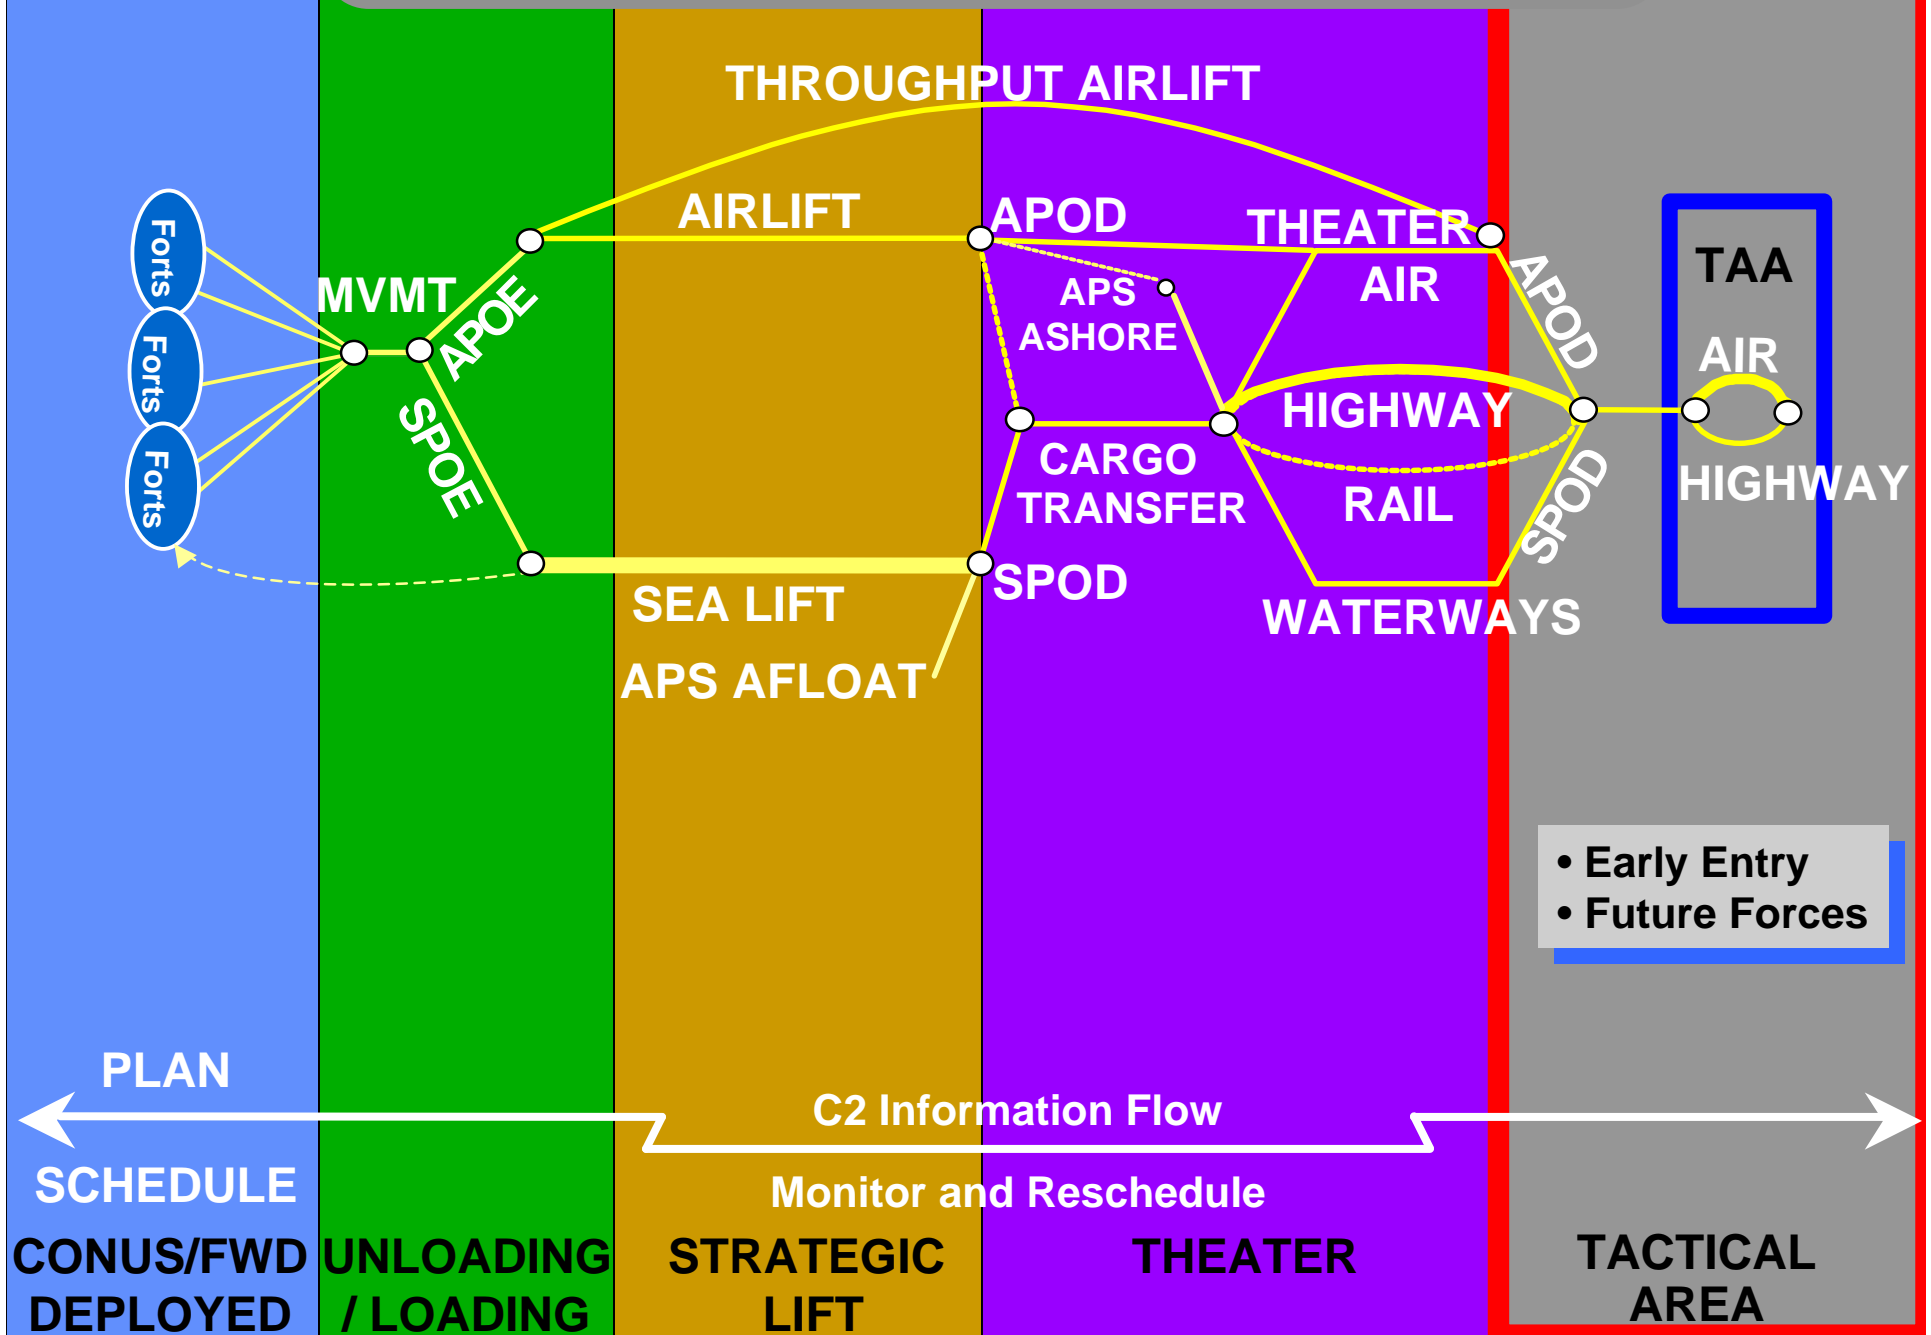 THROUGHPUT AIRLIFT
AIRLIFT
APOD
THEATER
AIR
APS
ASHORE
Forts
Forts
Forts
MVMT
APOE
SPOE
HIGHWAY
CARGO
TRANSFER
RAIL
APOD
SPOD
TAA
AIR
HIGHWAY
SEA LIFT
SPOD
WATERWAYS
APS AFLOAT
• Early Entry
• Future Forces
PLAN
C2 Information Flow
SCHEDULE
Monitor and Reschedule
CONUS/FWD
DEPLOYED
UNLOADING
/ LOADING
STRATEGIC
LIFT
THEATER
TACTICAL
AREA